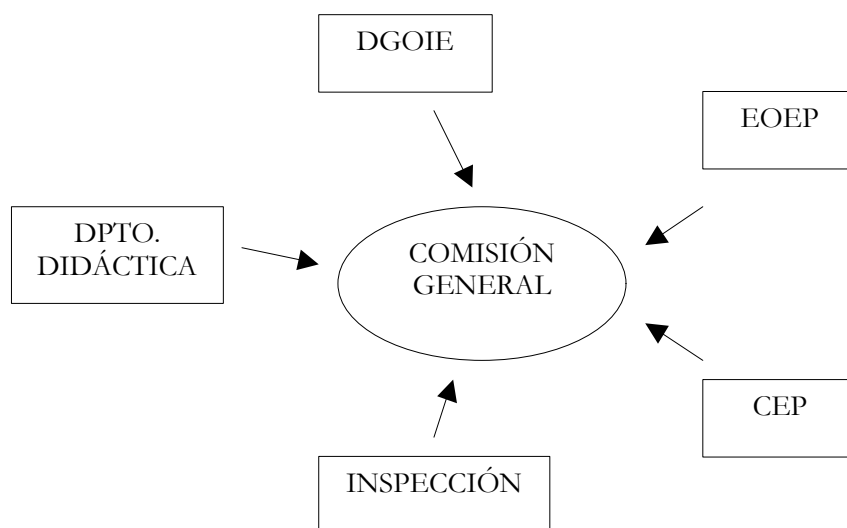 DGOIE
EOEP
DPTO.
DIDÁCTICA
COMISIÓN
GENERAL
CEP
INSPECCIÓN